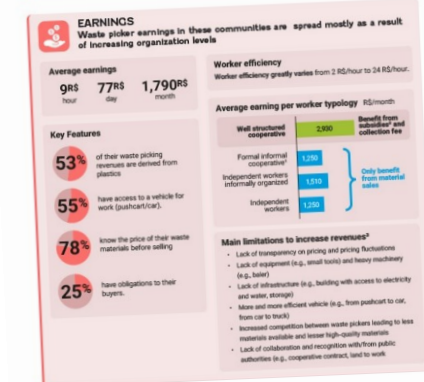 EARNINGS
Waste picker earnings in these communities are spread mostly as a result
of increasing organization levels
Average earnings
9R$ 77R$ 1,790R$
hour day month
Worker efficiency
Worker efficiency greatly varies from 2 R$/hour to 24 R$/hour.
Key Features
53% of their waste picking
revenues are derived from
plastics
55% have access to a vehicle for
work (pushcart/car).
78% know the price of their waste
materials before selling
25% have obligations to their
buyers.
Average earning per worker typology R$/month
Well structured
cooperative
2,930
Benefit from
subsidies² and
collection fee
Formal informal
cooperative¹
1,250
Independent workers
informally organized
1,510
Independent
workers
1,250
Only benefit
from material
sales
Main limitations to increase revenues³
• Lack of transparency on pricing and pricing fluctuations
• Lack of equipment (e.g., small tools) and heavy machinery
(e.g., baler)
• Lack of infrastructure (e.g., building with access to electricity
and water, storage)
• More and more efficient vehicle (e.g., from pushcart to car,
from car to truck)
• Increased competition between waste pickers leading to less
materials available and lesser high-quality materials
• Lack of collaboration and recognition with/from public
authorities (e.g., cooperative contract, land to work